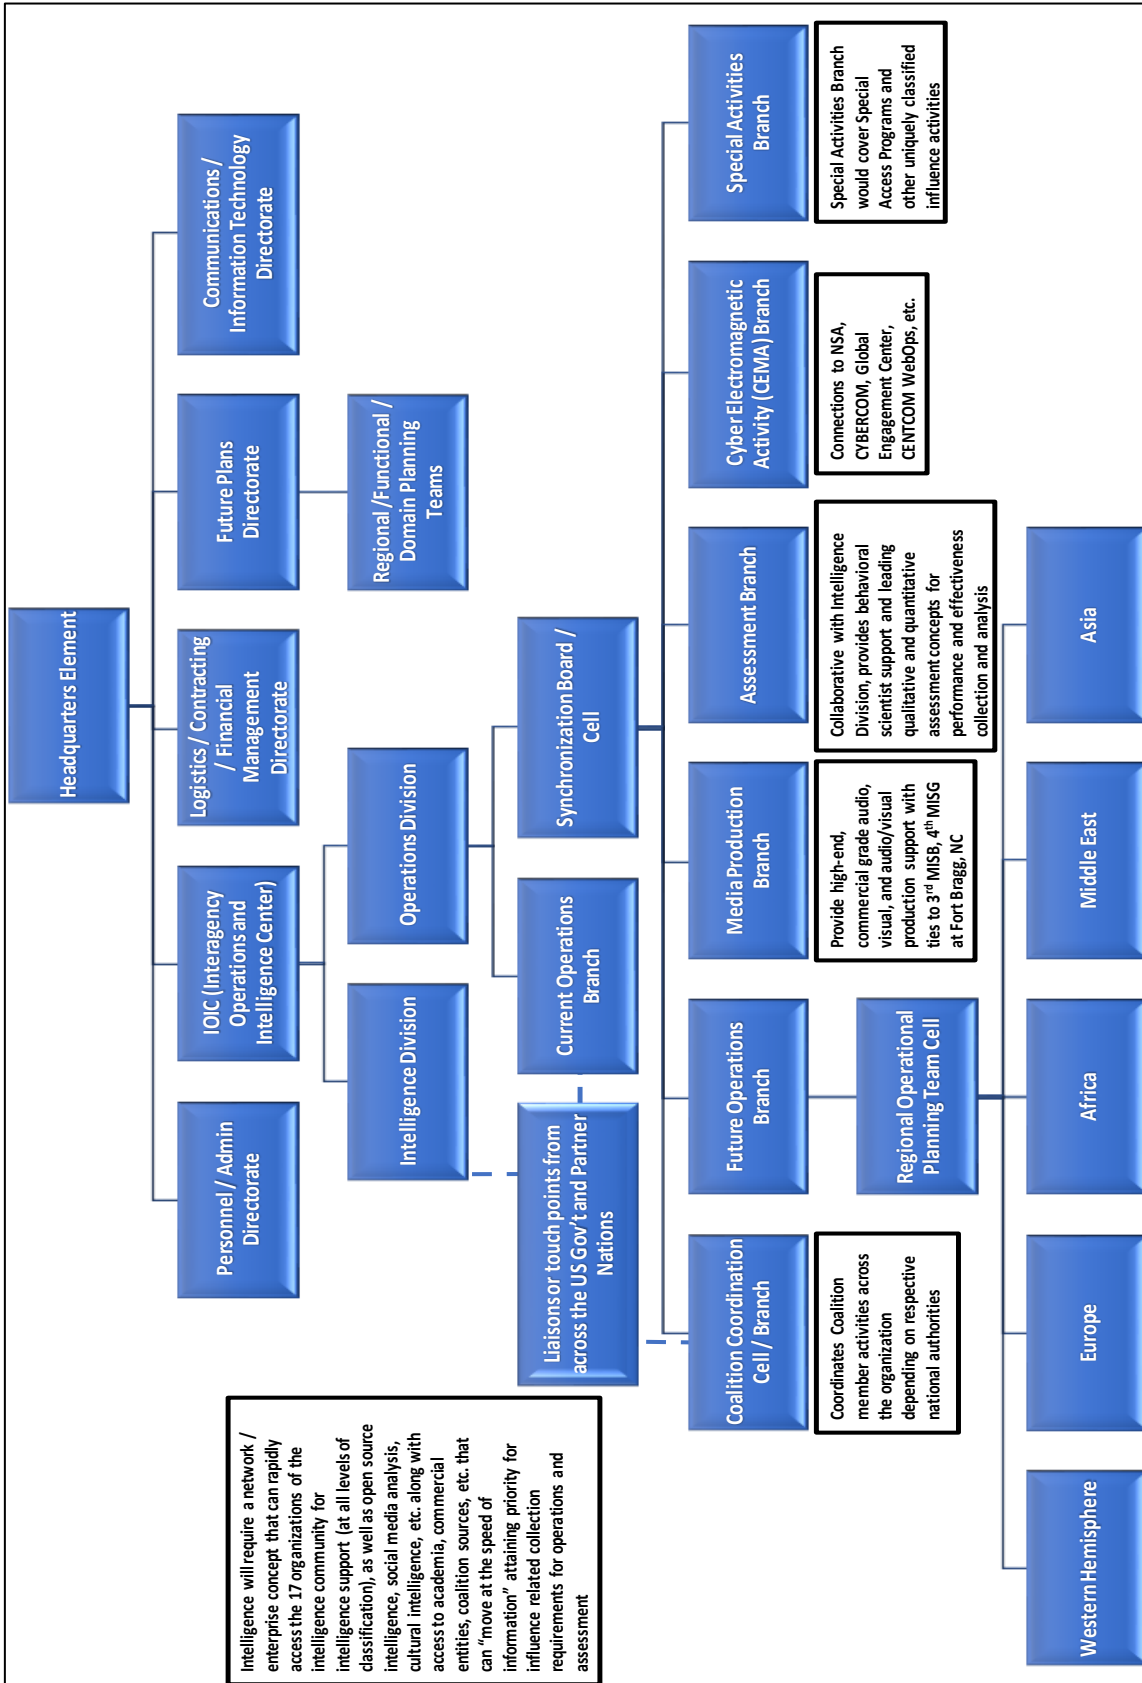 Headquarters Element
Personnel / Admin
Directorate
IOIC (Interagency
Operations and
Intelligence Center)
Logistics / Contracting
/ Financial
Management
Directorate
Future Plans
Directorate
Communications /
Information Technology
Directorate
Intelligence Division
Operations Division
Regional /Functional /
Domain Planning
Teams
Intelligence will require a network /
enterprise concept that can rapidly
access the 17 organizations of the
intelligence community for
intelligence support (at all levels of
classification), as well as open source
intelligence, social media analysis,
cultural intelligence, etc. along with
access to academia, commercial
entities, coalition sources, etc. that
can “move at the speed of
information” attaining priority for
influence related collection
requirements for operations and
assessment
Liaisons or touch points from
across the US Gov’t and Partner
Nations
Current Operations
Branch
Synchronization Board /
Cell
Coalition Coordination
Cell / Branch
Future Operations
Branch
Media Production
Branch
Assessment Branch
Cyber Electromagnetic
Activity (CEMA) Branch
Special Activities
Branch
Coordinates Coalition
member activities across
the organization
depending on respective
national authorities
Regional Operational
Planning Team Cell
Provide high-end,
commercial grade audio,
visual, and audio/visual
production support with
ties to 3rd MISB, 4th MISG
at Fort Bragg, NC
Collaborative with Intelligence
Division, provides behavioral
scientist support and leading
qualitative and quantitative
assessment concepts for
performance and effectiveness
collection and analysis
Connections to NSA,
CYBERCOM, Global
Engagement Center,
CENTCOM WebOps, etc.
Special Activities Branch
would cover Special
Access Programs and
other uniquely classified
influence activities
Western Hemisphere
Europe
Africa
Middle East
Asia